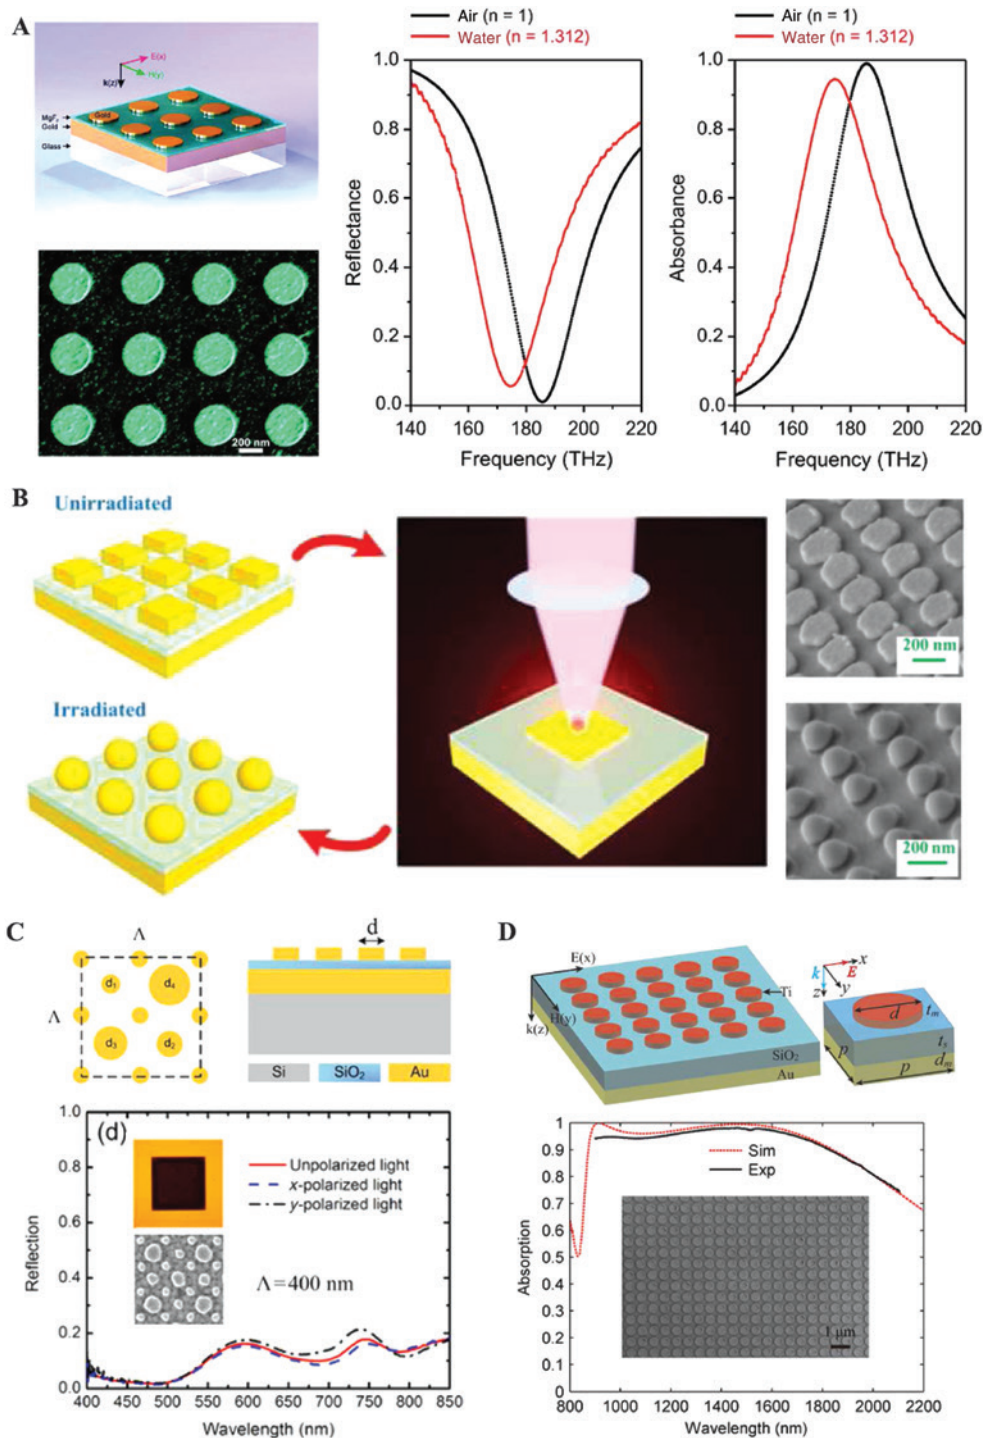 A
E(x)
H(y)
k(z)
MgF2
Gold
Gold
Glass
200 nm
Air (n = 1)
Water (n = 1.312)
Reflectance
1.0
0.8
0.6
0.4
0.2
0.0
140 160 180 200 220
Frequency (THz)
Air (n = 1)
Water (n = 1.312)
Absorbance
1.0
0.8
0.6
0.4
0.2
0.0
140 160 180 200 220
Frequency (THz)
B
Unirradiated
Irradiated
200 nm
200 nm
C
Λ
Λ
d1 d4
d3 d2
d
Si SiO2 Au
(d)
Unpolarized light
x-polarized light
y-polarized light
Λ=400 nm
Reflection
1.0
0.8
0.6
0.4
0.2
0.0
400 450 500 550 600 650 700 750 800 850
Wavelength (nm)
D
E(x)
H(y)
k(z)
Ti
SiO2
Au
k E x
z y
d tm
ts
p dm
p
Sim
Exp
1 μm
Absorption
1
0.9
0.8
0.7
0.6
0.5
0.4
0.3
0.2
0.1
0
800 1000 1200 1400 1600 1800 2000 2200
Wavelength (nm)